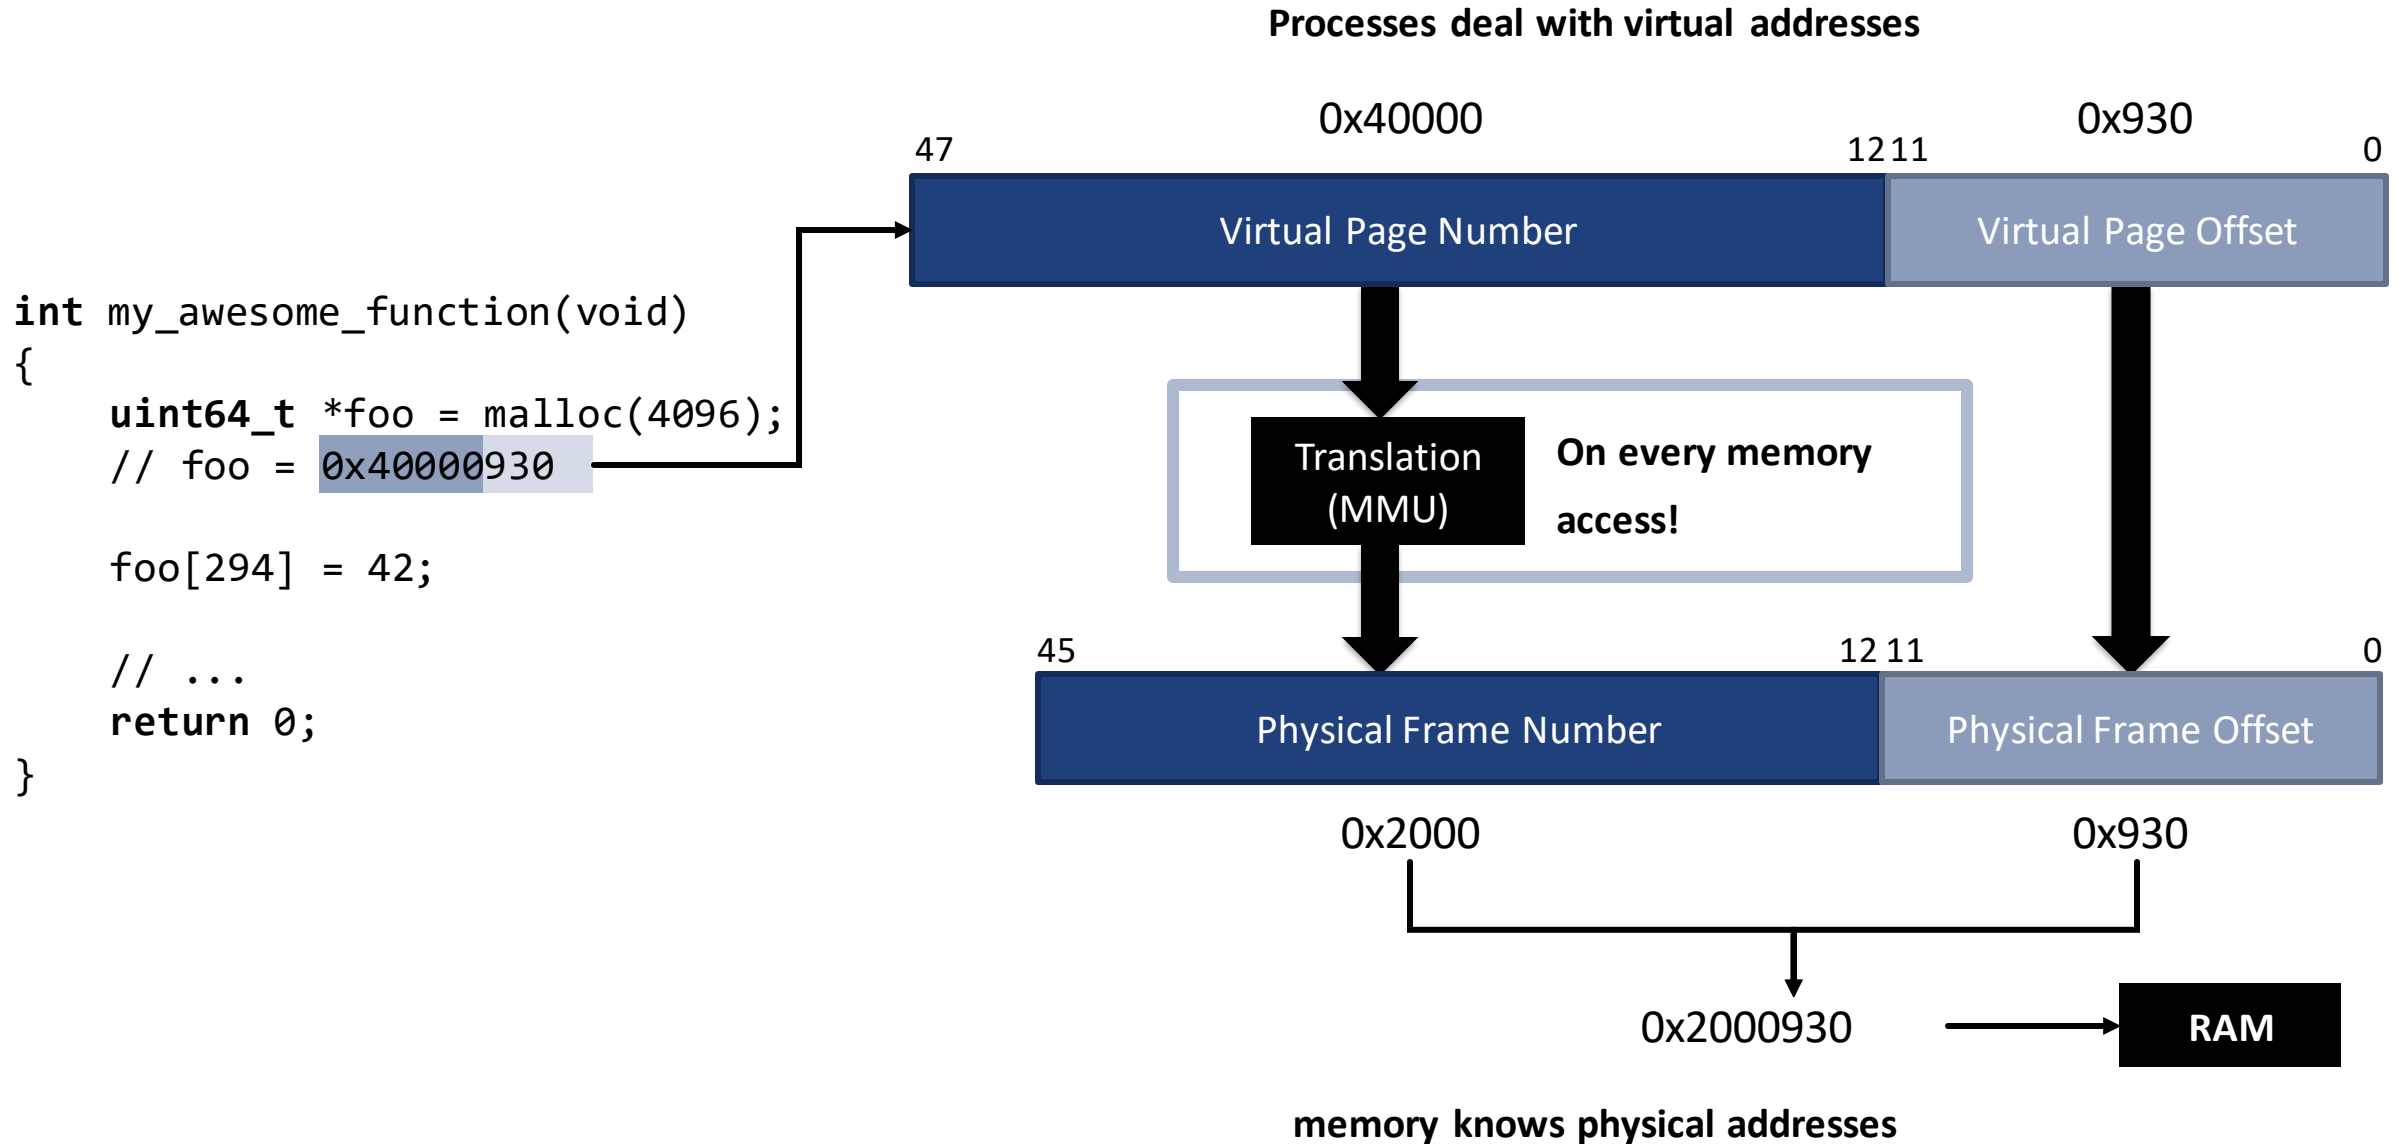 Processes deal with virtual addresses
0x40000
0x930
47
12 11
0
Virtual Page Number
Virtual Page Offset
int my_awesome_function(void)
{
    uint64_t *foo = malloc(4096);
    // foo = 0x40000930
    foo[294] = 42;
    // ...
    return 0;
}
Translation
(MMU)
On every memory
access!
45
12 11
0
Physical Frame Number
Physical Frame Offset
0x2000
0x930
0x2000930
RAM
memory knows physical addresses